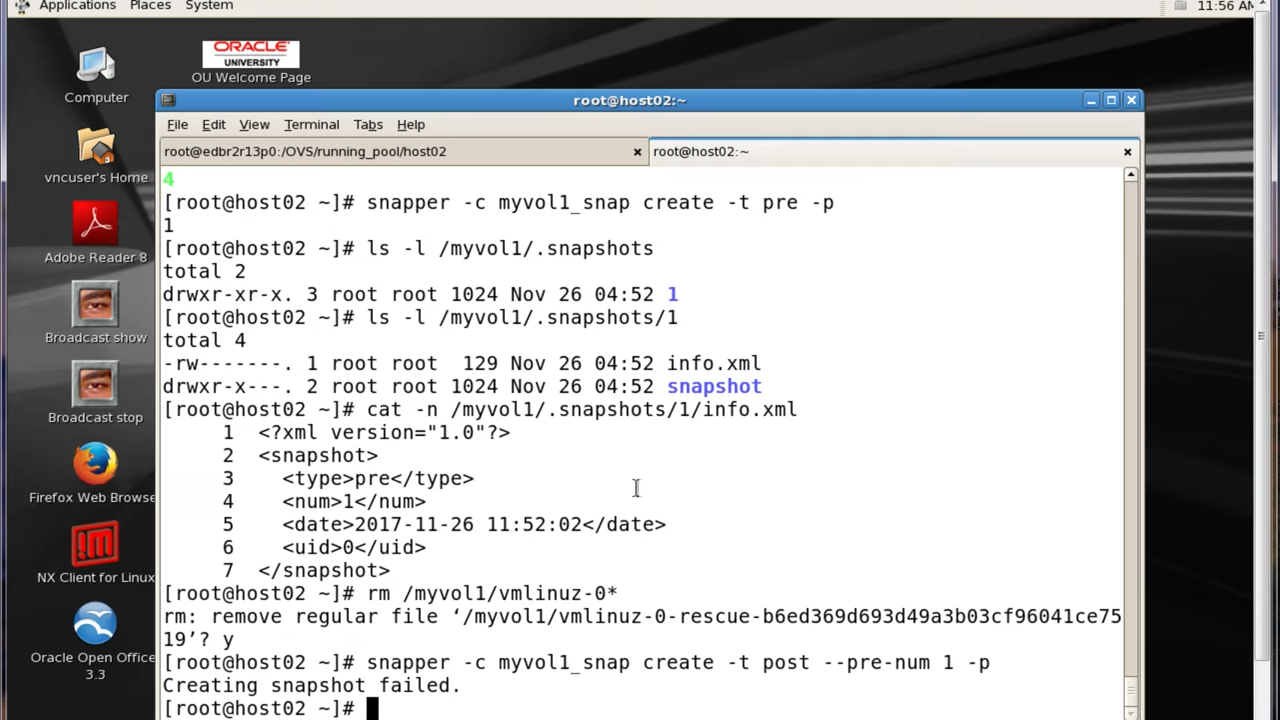 Applications Places System 11:56 AM
ORACLE
UNIVERSITY
OU Welcome Page
Computer
vncuser's Home
Adobe Reader 8
Broadcast show
Broadcast stop
Firefox Web Browse
NX Client for Linux
Oracle Open Office
3.3
root@host02:~
File Edit View Terminal Tabs Help
root@edbr2r13p0:/OVS/running_pool/host02 root@host02:~
4
[root@host02 ~]# snapper -c myvol1_snap create -t pre -p
1
[root@host02 ~]# ls -l /myvol1/.snapshots
total 2
drwxr-xr-x. 3 root root 1024 Nov 26 04:52 1
[root@host02 ~]# ls -l /myvol1/.snapshots/1
total 4
-rw-------. 1 root root  129 Nov 26 04:52 info.xml
drwxr-x---. 2 root root 1024 Nov 26 04:52 snapshot
[root@host02 ~]# cat -n /myvol1/.snapshots/1/info.xml
1 <?xml version="1.0"?>
2 <snapshot>
3 <type>pre</type>
4 <num>1</num>
5 <date>2017-11-26 11:52:02</date>
6 <uid>0</uid>
7 </snapshot>
[root@host02 ~]# rm /myvol1/vmlinuz-0*
rm: remove regular file ‘/myvol1/vmlinuz-0-rescue-b6ed369d693d49a3b03cf96041ce75
19’? y
[root@host02 ~]# snapper -c myvol1_snap create -t post --pre-num 1 -p
Creating snapshot failed.
[root@host02 ~]#